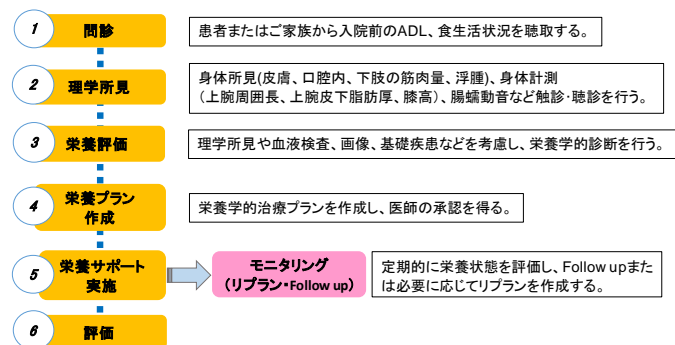 1
問診
患者またはご家族から入院前のADL、食生活状況を聴取する。
2
理学所見
身体所見(皮膚、口腔内、下肢の筋肉量、浮腫)、身体計測
（上腕周囲長、上腕皮下脂肪厚、膝高）、腸蠕動音など触診・聴診を行う。
3
栄養評価
理学所見や血液検査、画像、基礎疾患などを考慮し、栄養学的診断を行う。
4
栄養プラン
作成
栄養学的治療プランを作成し、医師の承認を得る。
5
栄養サポート
実施
モニタリング
（リプラン・Follow up）
定期的に栄養状態を評価し、Follow upまた
は必要に応じてリプランを作成する。
6
評価